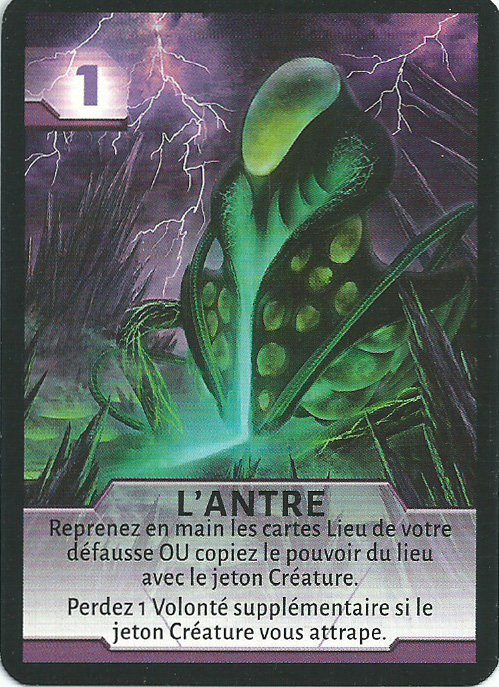 1
L'ANTRE
Reprenez en main les cartes Lieu de votre
défausse OU copiez le pouvoir du lieu
avec le jeton Créature.
Perdez 1 Volonté supplémentaire si le
jeton Créature vous attrape.